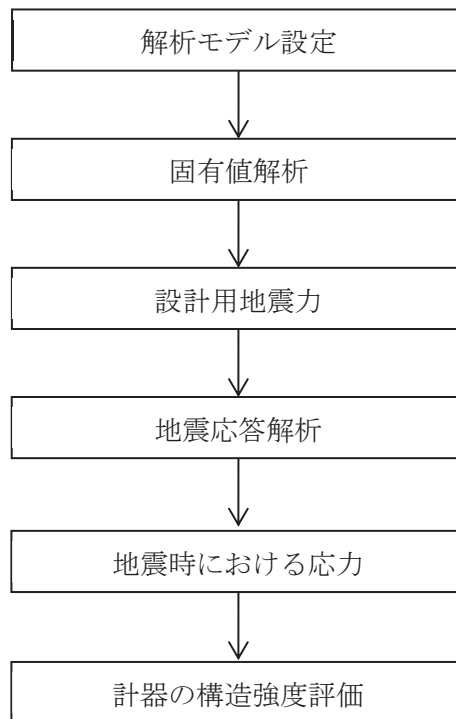 解析モデル設定
固有値解析
設計用地震力
地震応答解析
地震時における応力
計器の構造強度評価